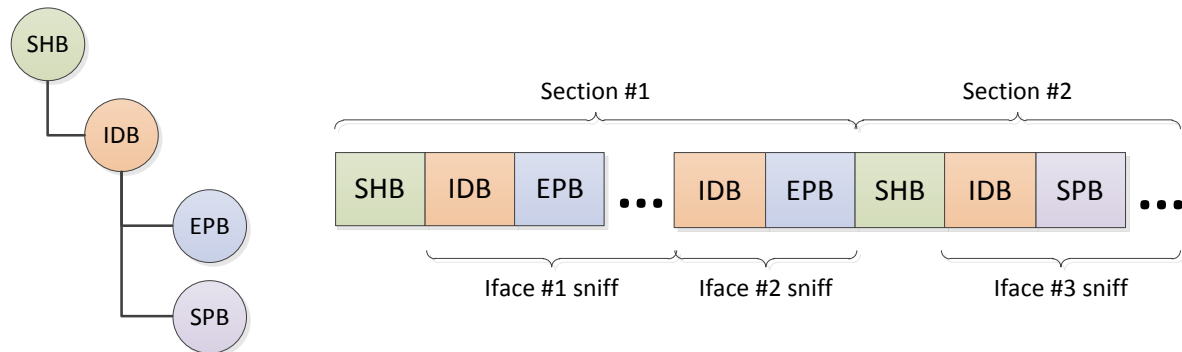 SHB
IDB
EPB
SPB
Section #1
Section #2
SHB IDB EPB ... IDB EPB SHB IDB SPB ...
Iface #1 sniff
Iface #2 sniff
Iface #3 sniff